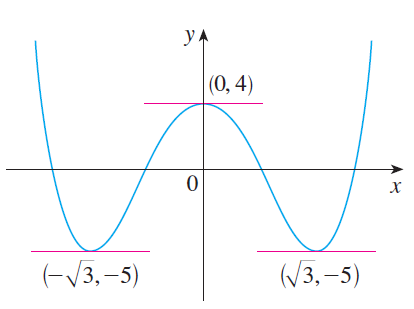 y
(0, 4)
0
x
(−√3, −5)
(√3, −5)